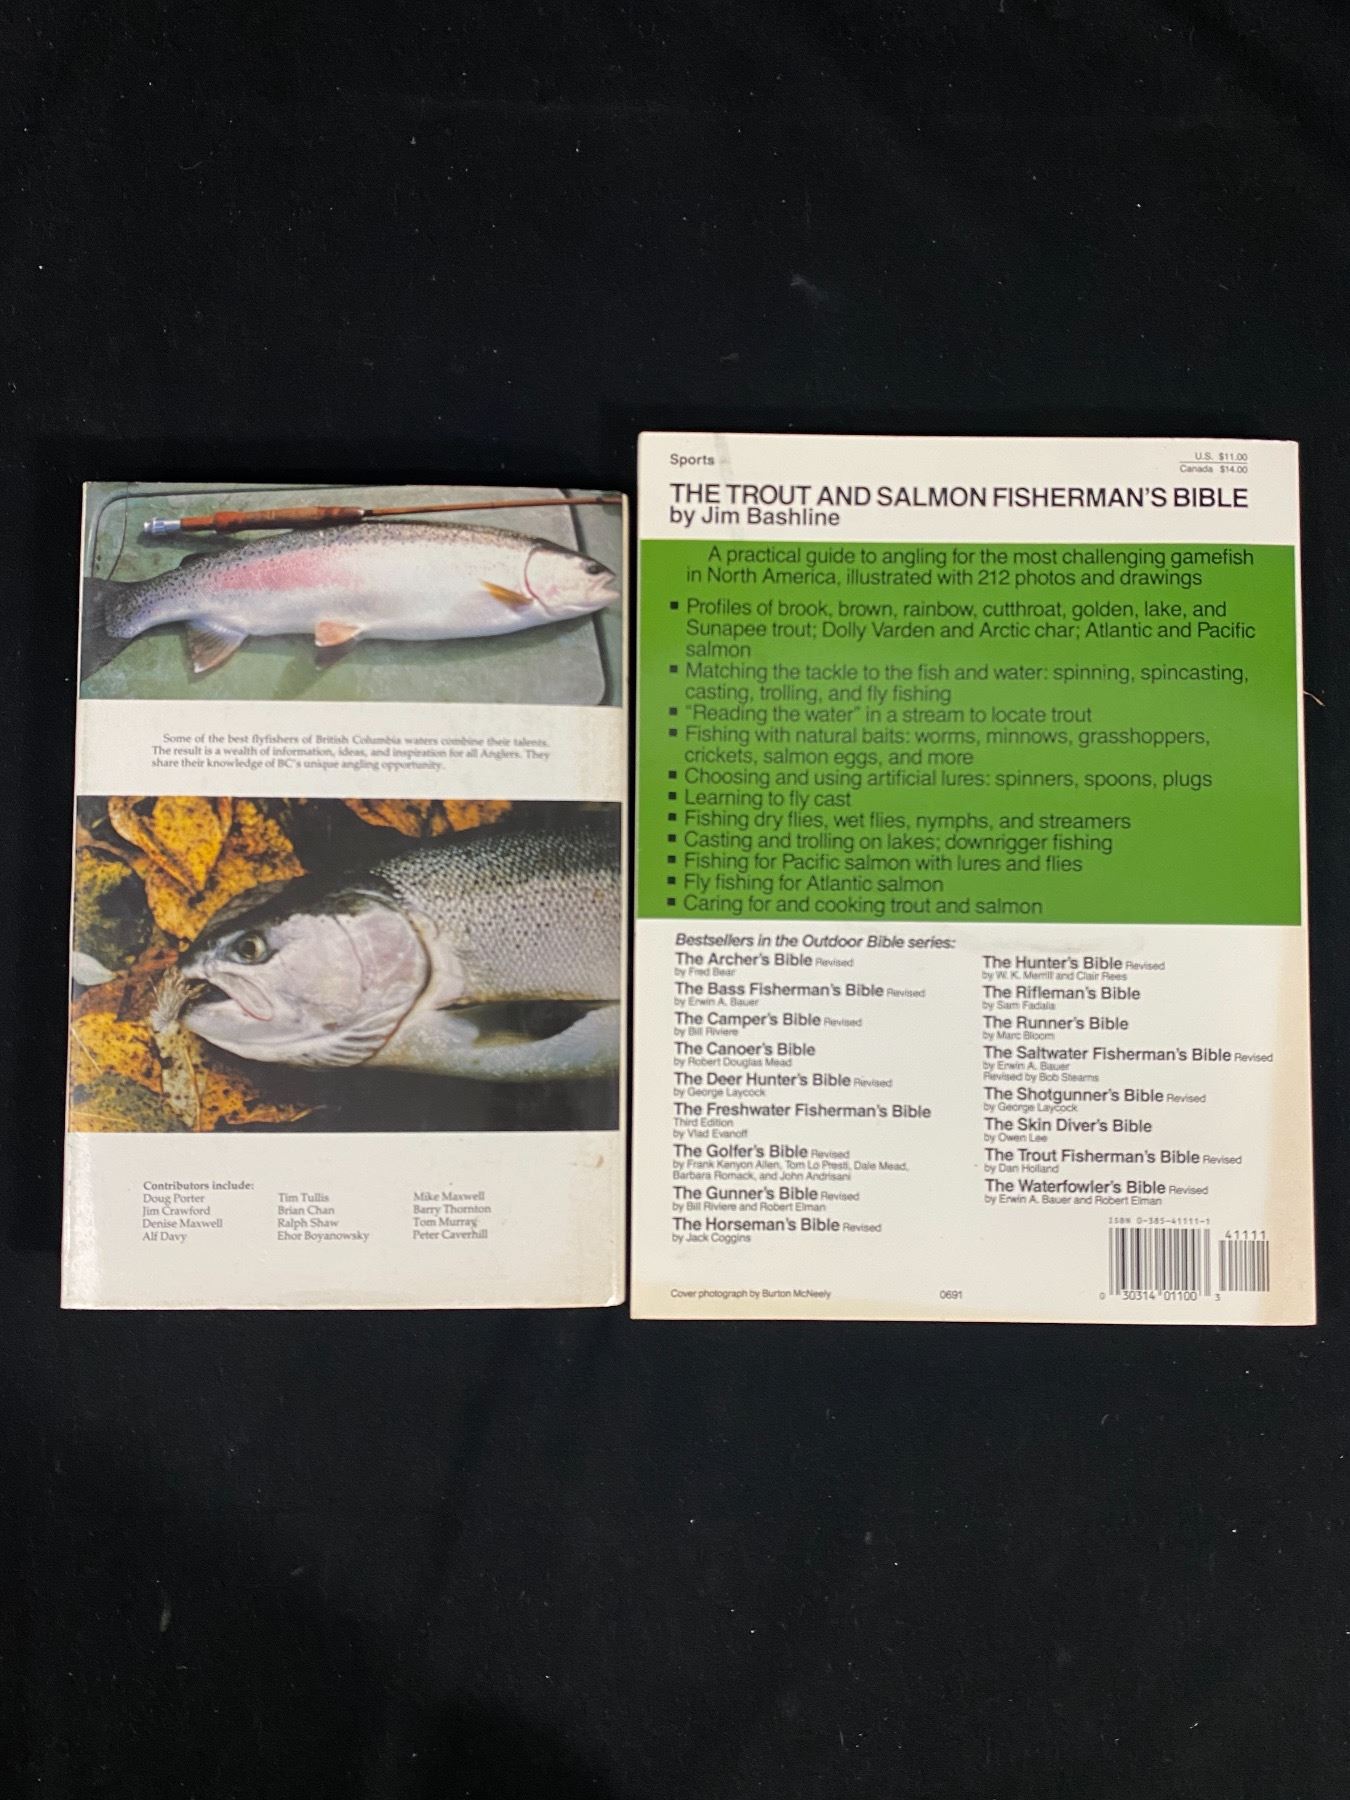 Some of the best flyfishers of British Columbia waters combine their talents.
The result is a wealth of information, ideas, and inspiration for all Anglers. They
share their knowledge of BC's unique angling opportunity.
Contributors include:
Doug Porter
Jim Crawford
Denise Maxwell
Alf Davy
Tim Tullis
Brian Chan
Ralph Shaw
Ehor Boyanowsky
Mike Maxwell
Barry Thornton
Tom Murray
Peter Caverhill
Sports
U.S. $11.00
Canada $14.00
THE TROUT AND SALMON FISHERMAN'S BIBLE
by Jim Bashline
A practical guide to angling for the most challenging gamefish
in North America, illustrated with 212 photos and drawings
■ Profiles of brook, brown, rainbow, cutthroat, golden, lake, and
Sunapee trout; Dolly Varden and Arctic char; Atlantic and Pacific
salmon
■ Matching the tackle to the fish and water: spinning, spincasting,
casting, trolling, and fly fishing
■ "Reading the water" in a stream to locate trout
■ Fishing with natural baits: worms, minnows, grasshoppers,
crickets, salmon eggs, and more
■ Choosing and using artificial lures: spinners, spoons, plugs
■ Learning to fly cast
■ Fishing dry flies, wet flies, nymphs, and streamers
■ Casting and trolling on lakes; downrigger fishing
■ Fishing for Pacific salmon with lures and flies
■ Fly fishing for Atlantic salmon
■ Caring for and cooking trout and salmon
Bestsellers in the Outdoor Bible series:
The Archer's Bible Revised
by Fred Bear
The Bass Fisherman's Bible Revised
by Erwin A. Bauer
The Camper's Bible Revised
by Bill Riviere
The Canoer's Bible
by Robert Douglas Mead
The Deer Hunter's Bible Revised
by George Laycock
The Freshwater Fisherman's Bible
Third Edition
by Vlad Evanoff
The Golfer's Bible Revised
by Frank Kenyon Allen, Tom Lo Presti, Dale Mead,
Barbara Romack, and John Andrisani
The Gunner's Bible Revised
by Bill Riviere and Robert Elman
The Horseman's Bible Revised
by Jack Coggins
The Hunter's Bible Revised
by W. K. Merrill and Clair Rees
The Rifleman's Bible
by Sam Fadala
The Runner's Bible
by Marc Bloom
The Saltwater Fisherman's Bible Revised
by Erwin A. Bauer
Revised by Bob Stearns
The Shotgunner's Bible Revised
by George Laycock
The Skin Diver's Bible
by Owen Lee
The Trout Fisherman's Bible Revised
by Dan Holland
The Waterfowler's Bible Revised
by Erwin A. Bauer and Robert Elman
ISBN 0-385-41111-1
41111
0 30314 01100 3
Cover photograph by Burton McNeely
0691